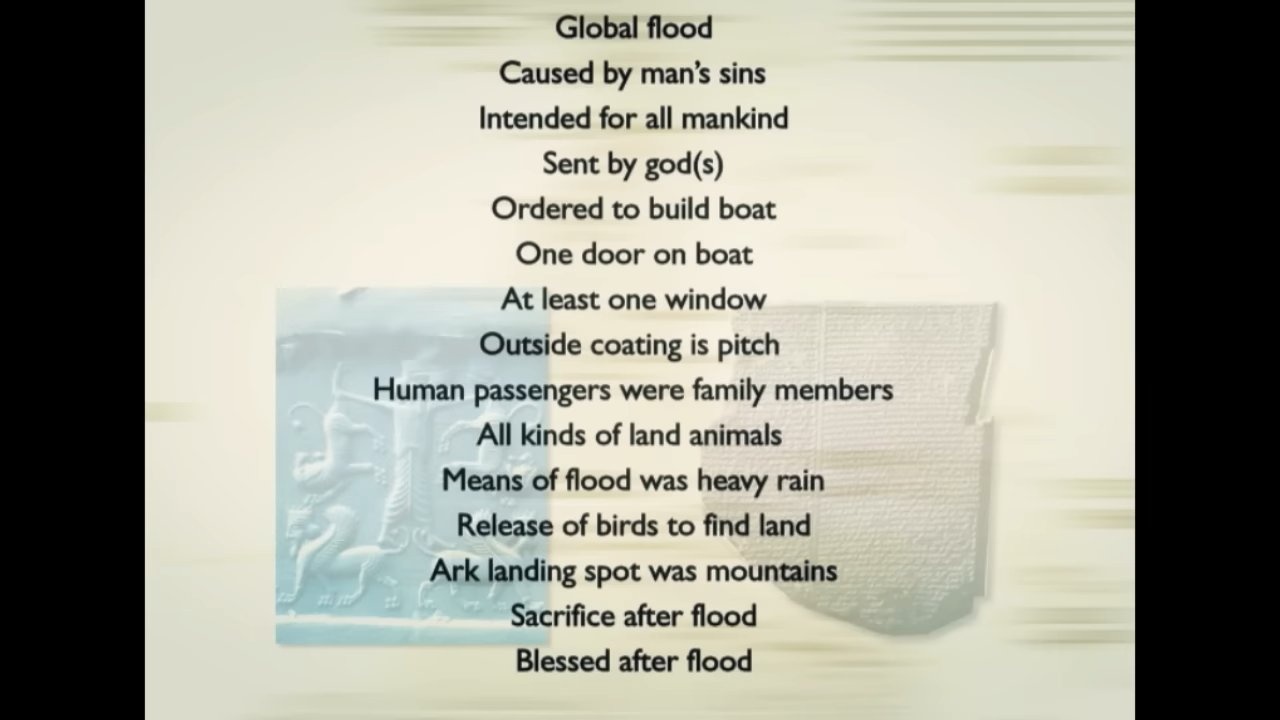 Global flood
Caused by man's sins
Intended for all mankind
Sent by god(s)
Ordered to build boat
One door on boat
At least one window
Outside coating is pitch
Human passengers were family members
All kinds of land animals
Means of flood was heavy rain
Release of birds to find land
Ark landing spot was mountains
Sacrifice after flood
Blessed after flood